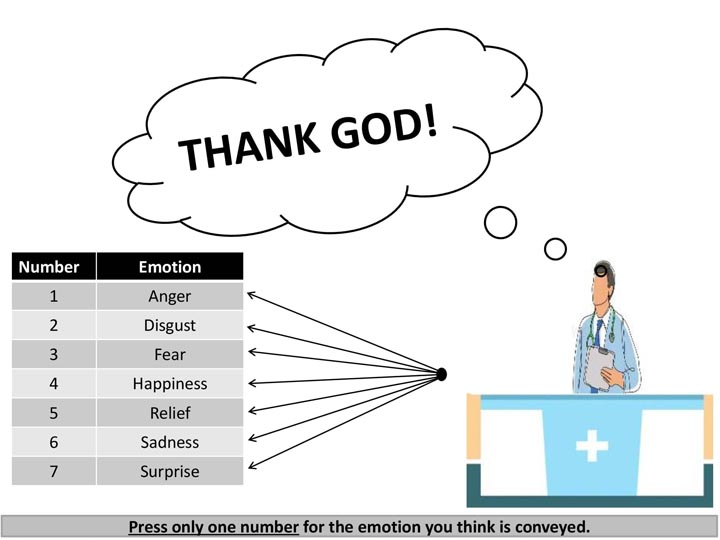 THANK GOD!
Number Emotion
1 Anger
2 Disgust
3 Fear
4 Happiness
5 Relief
6 Sadness
7 Surprise
Press only one number for the emotion you think is conveyed.